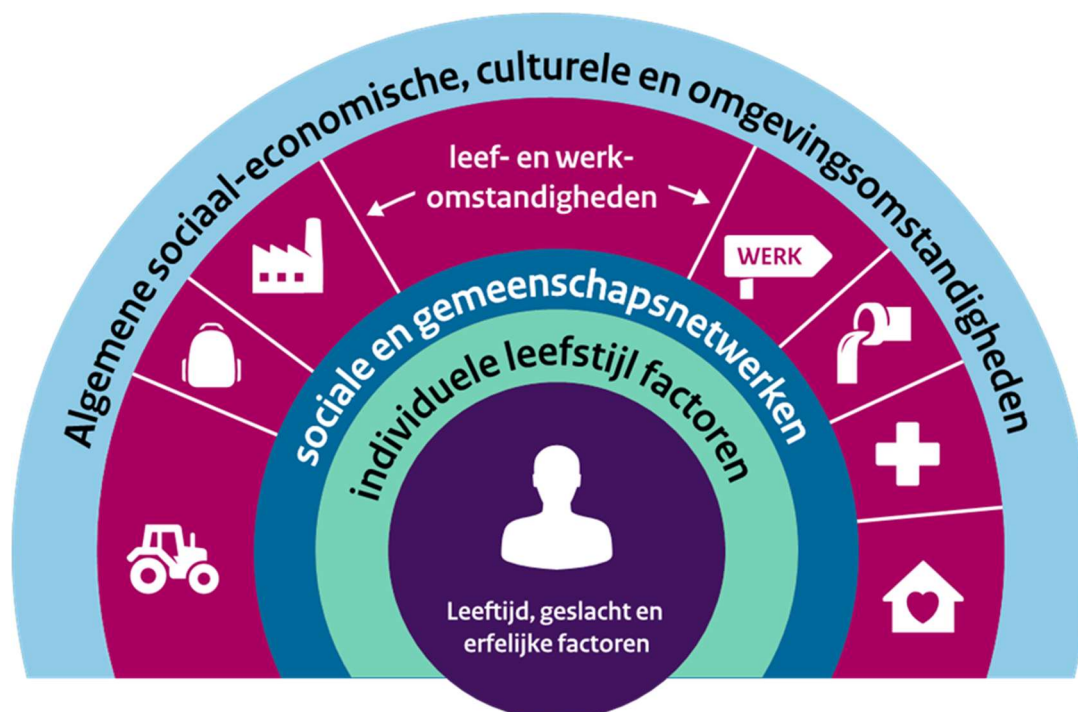 Algemene sociaal-economische, culturele en omgevingsomstandigheden
leef- en werk-
omstandigheden
WERK
sociale en gemeenschapsnetwerken
individuele leefstijl factoren
Leeftijd, geslacht en
erfelijke factoren